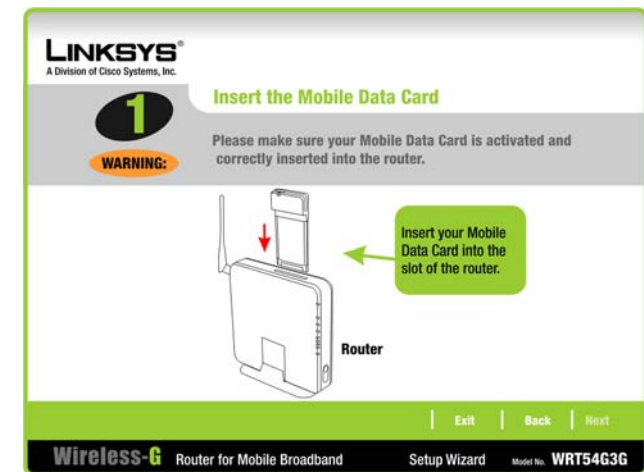 LINKSYS®
A Division of Cisco Systems, Inc.
1
WARNING:
Insert the Mobile Data Card
Please make sure your Mobile Data Card is activated and
correctly inserted into the router.
Insert your Mobile
Data Card into the
slot of the router.
Router
Exit
Back
Next
Wireless-G Router for Mobile Broadband Setup Wizard Model No. WRT54G3G